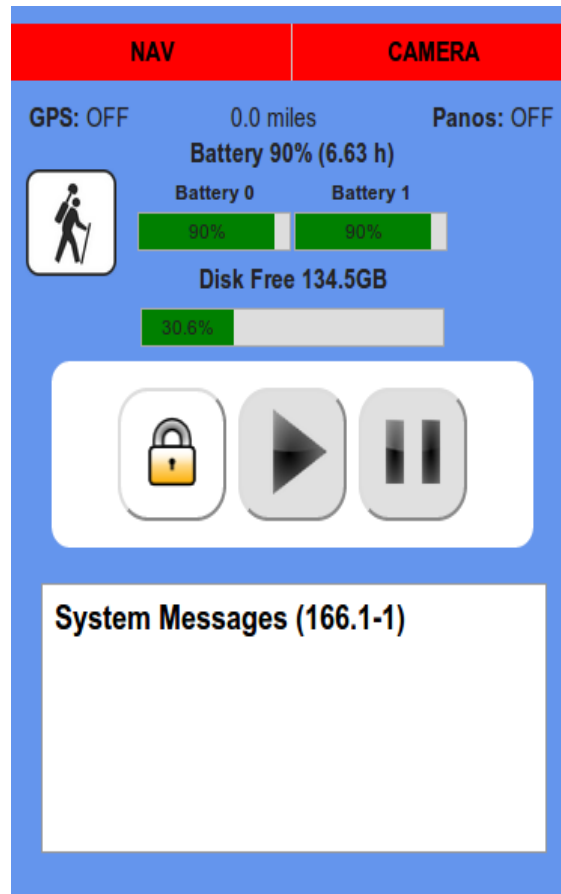 NAV CAMERA
GPS: OFF 0.0 miles Panos: OFF
Battery 90% (6.63 h)
Battery 0 Battery 1
90% 90%
Disk Free 134.5GB
30.6%
System Messages (166.1-1)